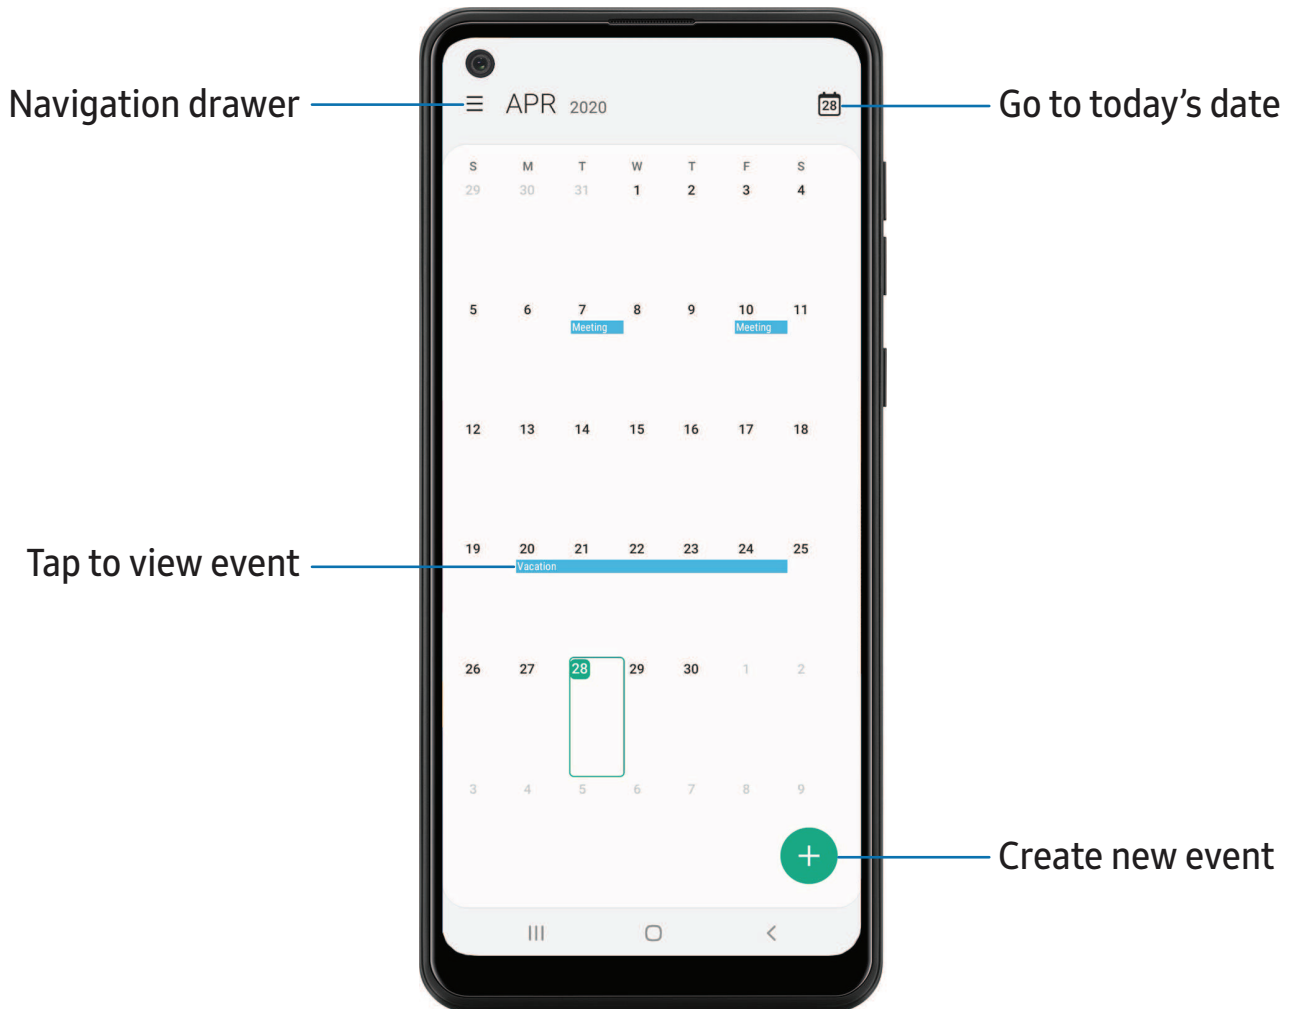 Navigation drawer
APR 2020
28
Go to today's date
S M T W T F S
29 30 31 1 2 3 4
5 6 7 8 9 10 11
Meeting Meeting
12 13 14 15 16 17 18
19 20 21 22 23 24 25
Tap to view event
Vacation
26 27 28 29 30 1 2
3 4 5 6 7 8 9
Create new event